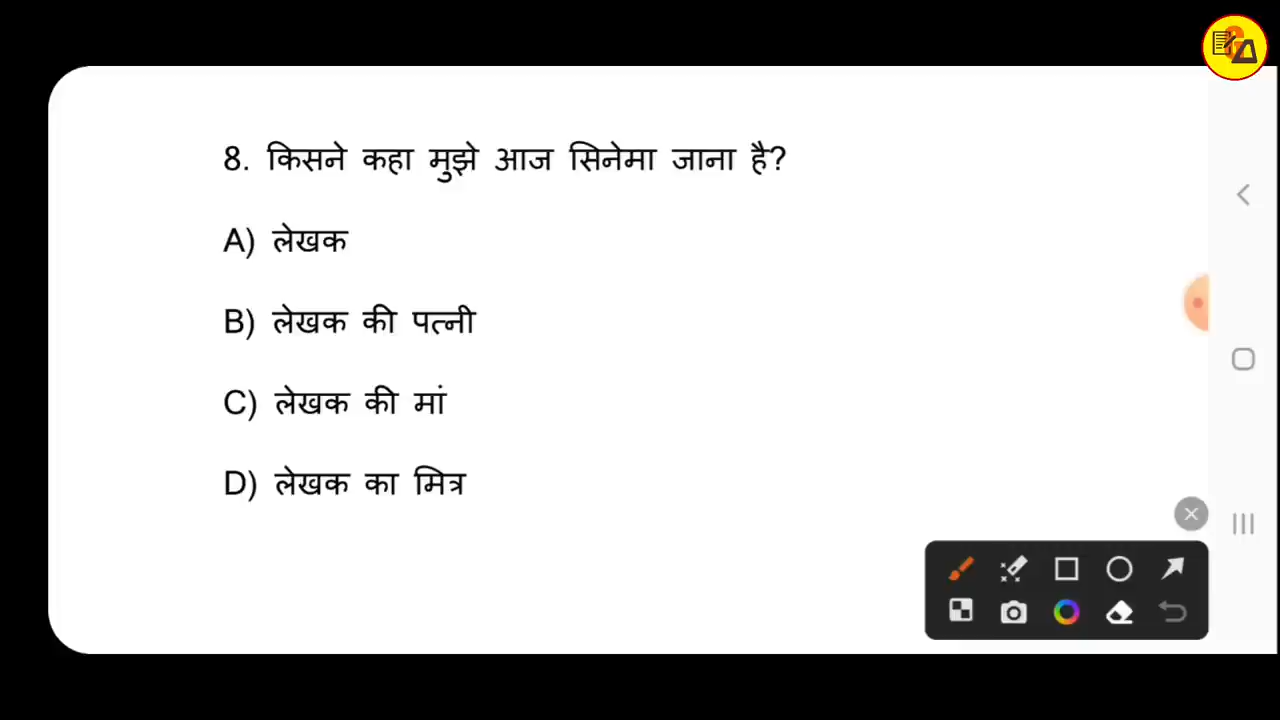 8. किसने कहा मुझे आज सिनेमा जाना है?
A) लेखक
B) लेखक की पत्नी
C) लेखक की मां
D) लेखक का मित्र